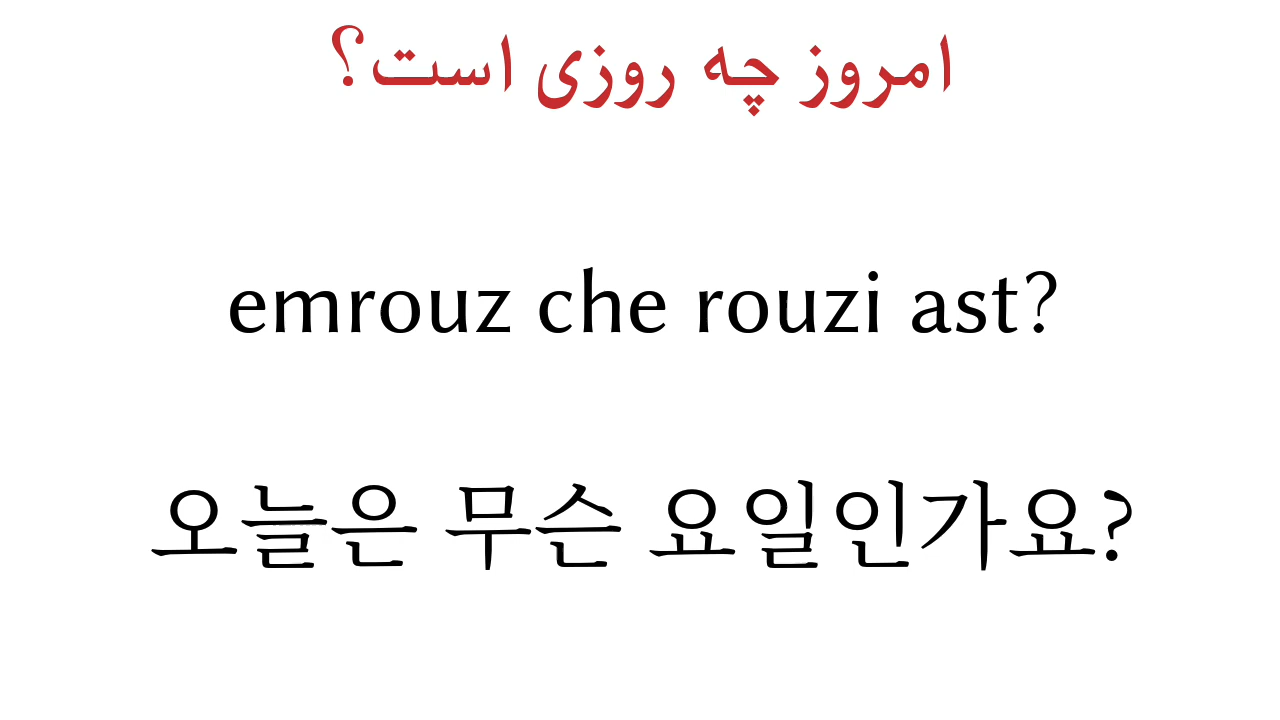 امروز چه روزی است؟
emrouz che rouzi ast?
오늘은 무슨 요일인가요?